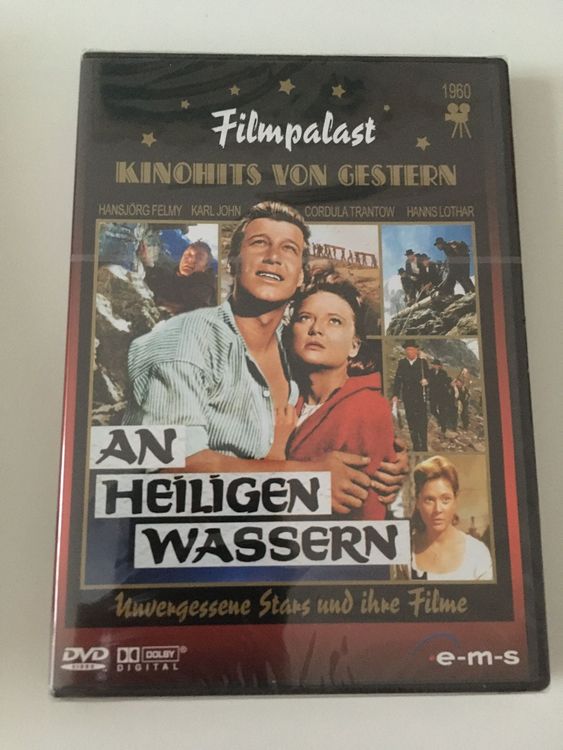 1960
Filmpalast
KINOHITS VON GESTERN
HANSJÖRG FELMY KARL JOHN CORDULA TRANTOW HANNS LOTHAR
AN
HEILIGEN
WASSERN
Unvergessene Stars und ihre Filme
DVD
VIDEO
DOLBY
DIGITAL
e-m-s